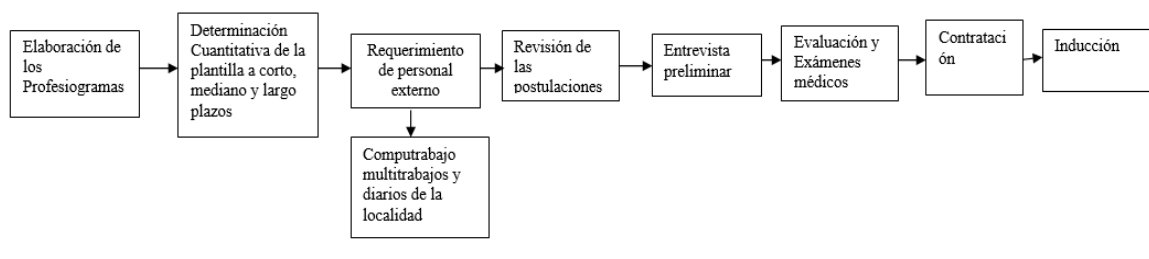 Elaboración de
los
Profesiogramas
Determinación
Cuantitativa de la
plantilla a corto,
mediano y largo
plazos
Requerimiento
de personal
externo
Computrabajo
multitrabajos y
diarios de la
localidad
Revisión de
las
postulaciones
Entrevista
preliminar
Evaluación y
Exámenes
médicos
Contrataci
ón
Inducción